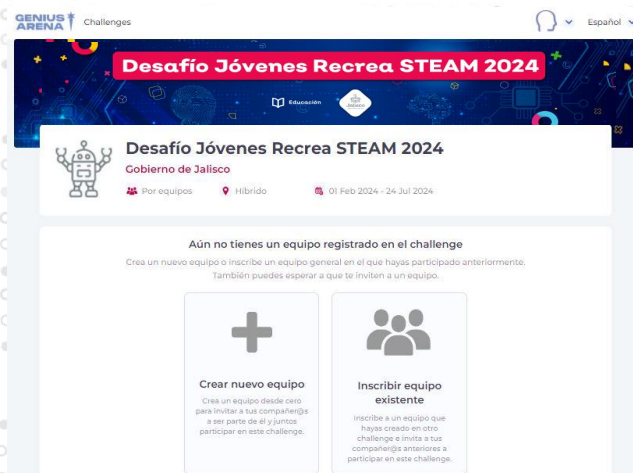 GENIUS
ARENA
Challenges
Español
Desafío Jóvenes Recrea STEAM 2024
Educación
Jalisco
Desafío Jóvenes Recrea STEAM 2024
Gobierno de Jalisco
Por equipos
Híbrido
01 Feb 2024 - 24 Jul 2024
Aún no tienes un equipo registrado en el challenge
Crea un nuevo equipo o inscribe un equipo general en el que hayas participado anteriormente.
También puedes esperar a que te inviten a un equipo.
Crear nuevo equipo
Crea un equipo desde cero
para invitar a tus compañer@s
a ser parte de él y juntos
participar en este challenge.
Inscribir equipo
existente
Inscribe a un equipo que
hayas creado en otro
challenge e invita a tus
compañer@s anteriores a
participar en este challenge.